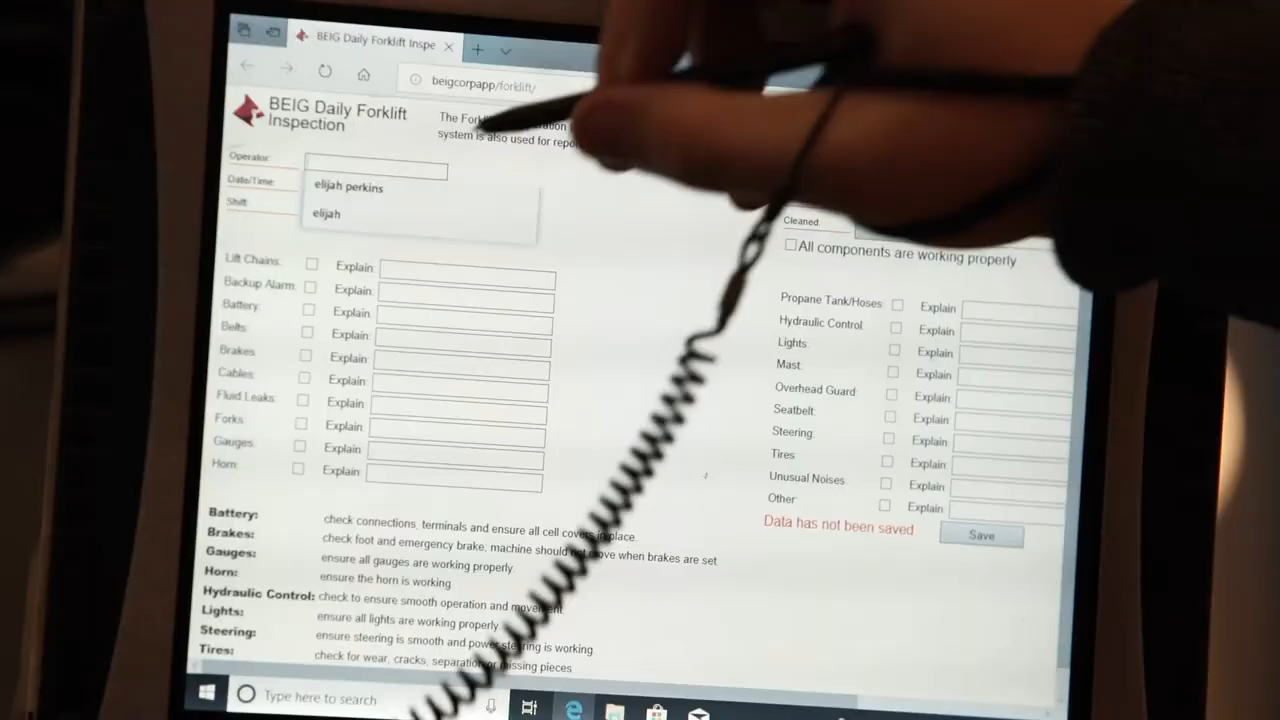 BEIG Daily Forklift Inspe
beigcorpapp/forklift/
BEIG Daily Forklift
Inspection
The
system is also used for
Operator:
elijah perkins
Date/Time:
elijah
Shift:
Cleaned
All components are working properly
Lift Chains: Explain:
Backup Alarm: Explain:
Battery: Explain:
Belts: Explain:
Brakes: Explain:
Cables: Explain:
Fluid Leaks: Explain:
Forks: Explain:
Gauges: Explain:
Horn: Explain:
Propane Tank/Hoses: Explain
Hydraulic Control: Explain
Lights: Explain
Mast: Explain
Overhead Guard: Explain
Seatbelt: Explain
Steering: Explain
Tires: Explain
Unusual Noises: Explain
Other: Explain
Data has not been saved Save
Battery: check connections, terminals and ensure all cell covers in place.
Brakes: check foot and emergency brake; machine should not move when brakes are set.
Gauges: ensure all gauges are working properly.
Horn: ensure the horn is working
Hydraulic Control: check to ensure smooth operation and movement.
Lights: ensure all lights are working properly.
Steering: ensure steering is smooth and power steering is working
Tires: check for wear, cracks, separation or missing pieces
Type here to search